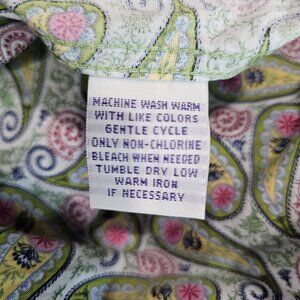 MACHINE WASH WARM
WITH LIKE COLORS
GENTLE CYCLE
ONLY NON-CHLORINE
BLEACH WHEN NEEDED
TUMBLE DRY LOW
WARM IRON
IF NECESSARY